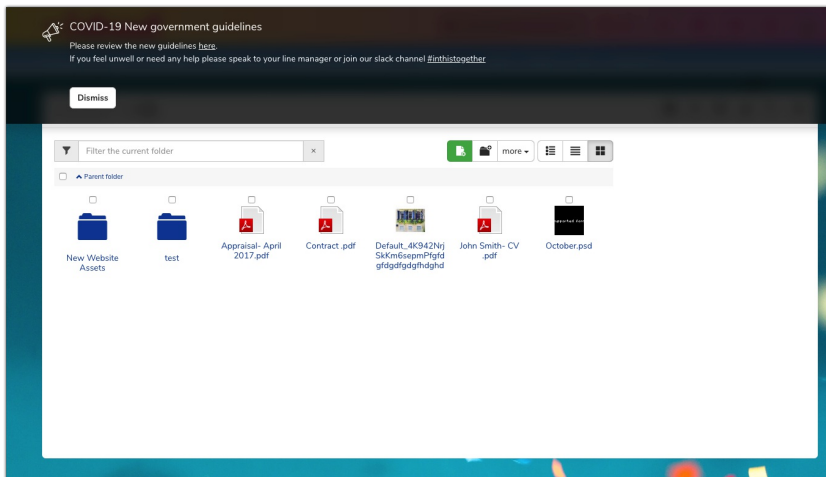 COVID-19 New government guidelines
Please review the new guidelines here.
If you feel unwell or need any help please speak to your line manager or join our slack channel #inthistogether
Dismiss
Filter the current folder
×
more
Parent folder
New Website
Assets
test
Appraisal- April
2017.pdf
Contract .pdf
Default_4K942Nrj
SkKm6sepmPfgfd
gfdgdfgdgfhdghd
John Smith- CV
.pdf
October.psd